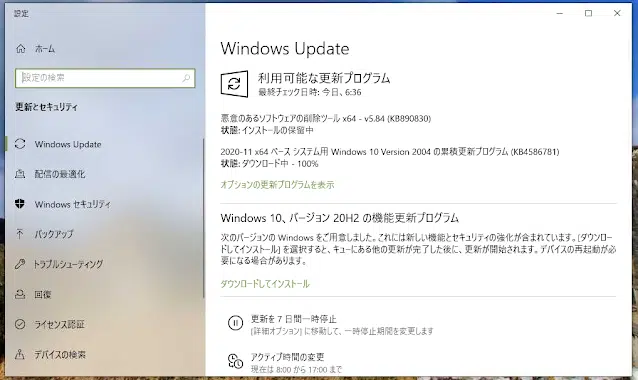 設定
ホーム
設定の検索
更新とセキュリティ
Windows Update
配信の最適化
Windows セキュリティ
バックアップ
トラブルシューティング
回復
ライセンス認証
デバイスの検索
Windows Update
利用可能な更新プログラム
最終チェック日時: 今日、6:36
悪意のあるソフトウェアの削除ツール x64 - v5.84 (KB890830)
状態: インストールの保留中
2020-11 x64 ベース システム用 Windows 10 Version 2004 の累積更新プログラム (KB4586781)
状態: ダウンロード中 - 100%
オプションの更新プログラムを表示
Windows 10、バージョン 20H2 の機能更新プログラム
次のバージョンの Windows をご用意しました。これには新しい機能とセキュリティの強化が含まれています。[ダウンロー
ドしてインストール] を選択すると、キューにある他の更新が完了した後に、更新が開始されます。デバイスの再起動が必
要になる場合があります。
ダウンロードしてインストール
更新を 7 日間一時停止
[詳細オプション] に移動して、一時停止期間を変更します
アクティブ時間の変更
現在は 8:00 から 17:00 まで